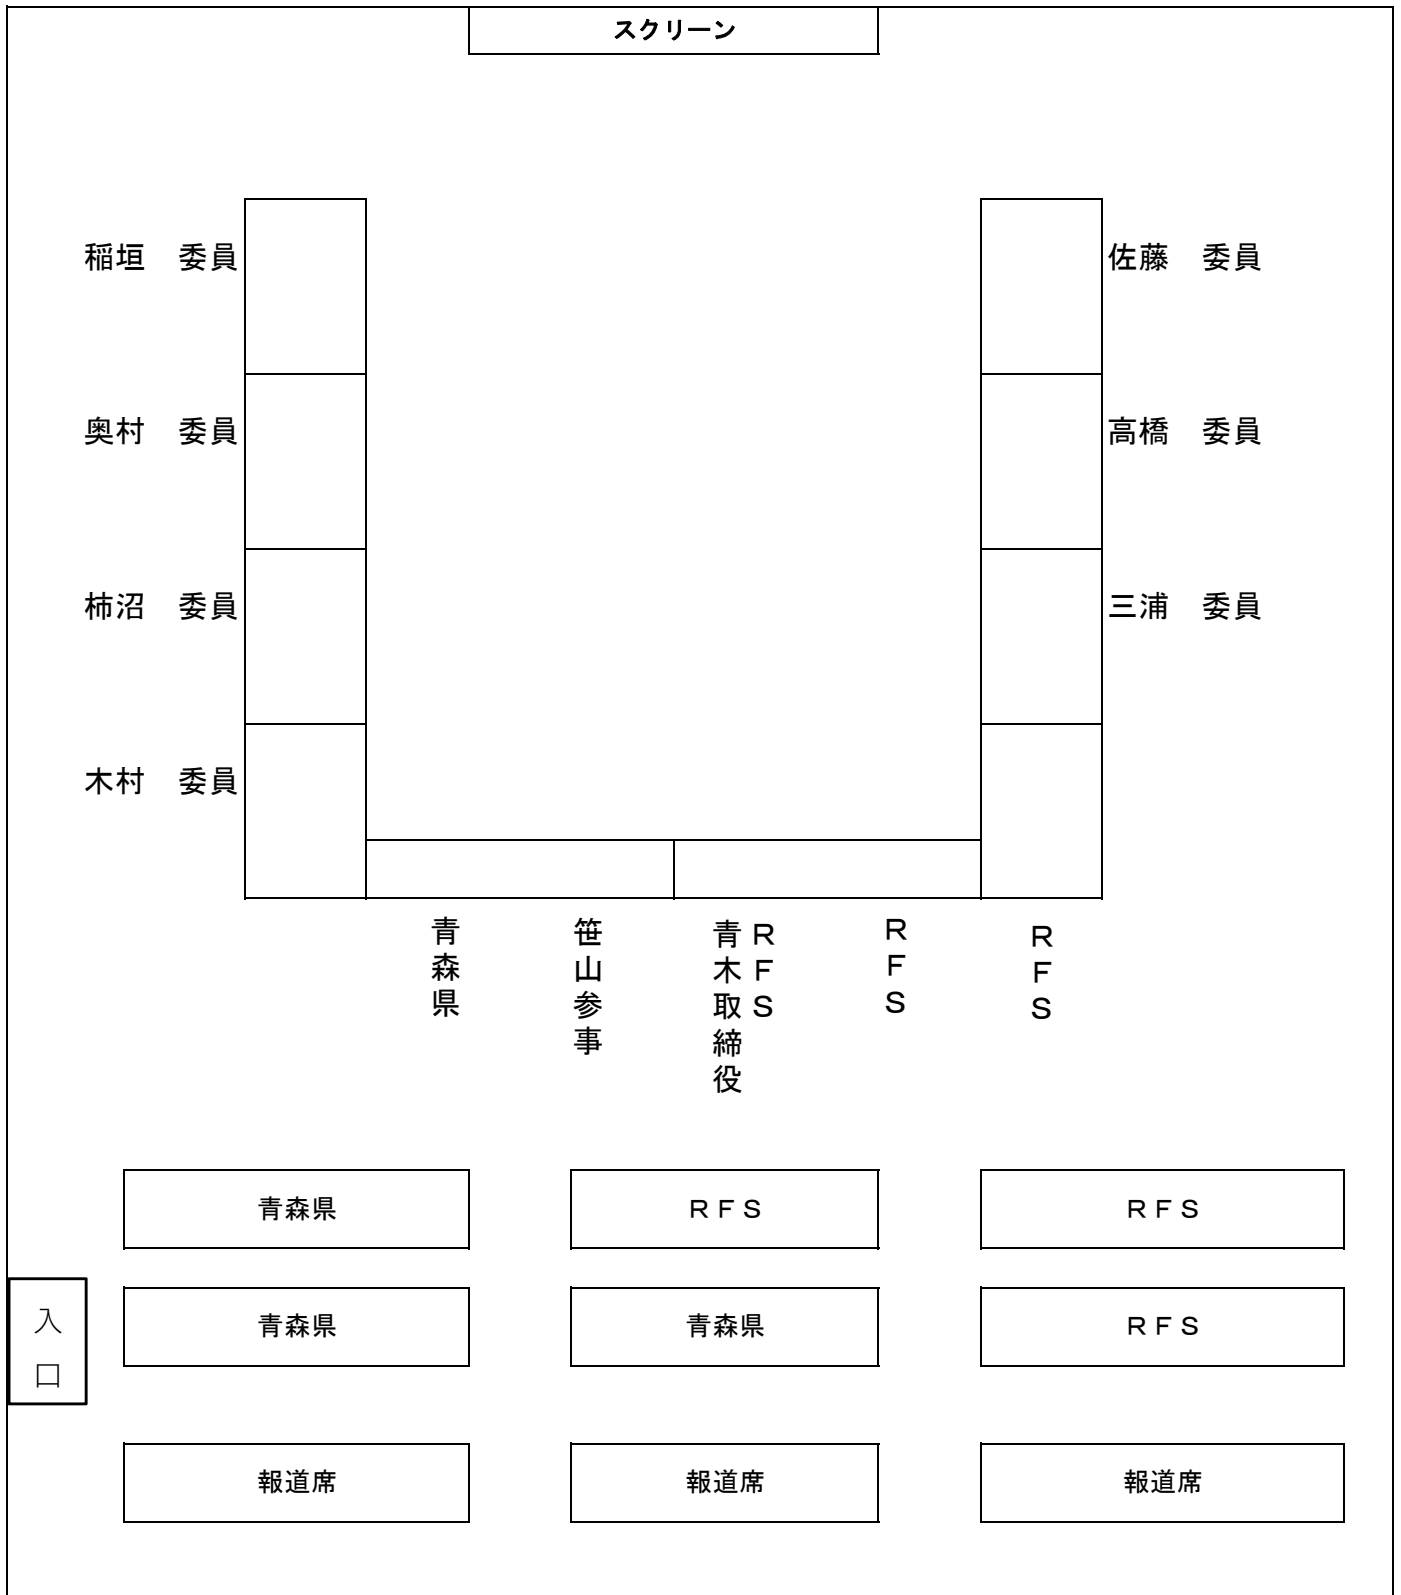 スクリーン
稲垣　委員
佐藤　委員
奥村　委員
高橋　委員
柿沼　委員
三浦　委員
木村　委員
青森県
笹山参事
ＲＦＳ
青木取締役
ＲＦＳ
ＲＦＳ
青森県
ＲＦＳ
ＲＦＳ
入口
青森県
青森県
ＲＦＳ
報道席
報道席
報道席